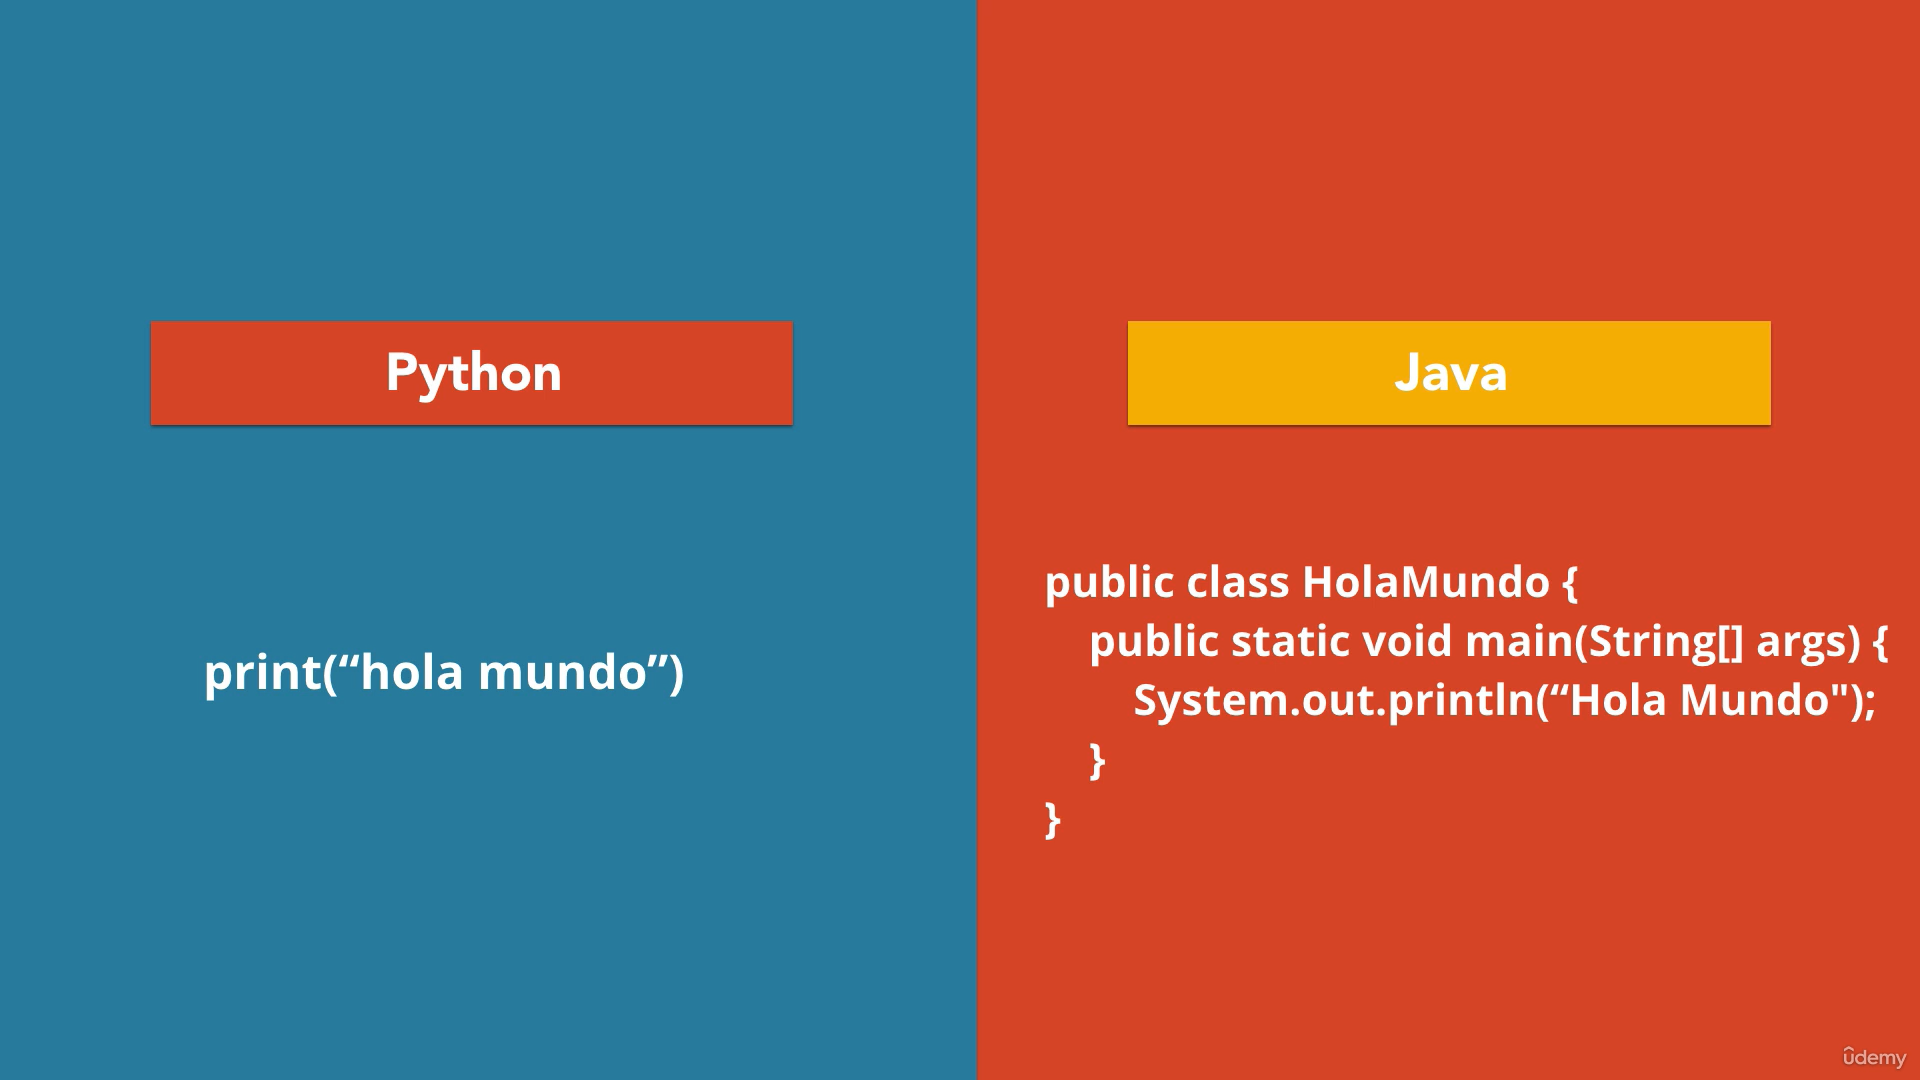 Python
print(“hola mundo”)
Java
public class HolaMundo {
public static void main(String[] args) {
System.out.println(“Hola Mundo");
}
}
ûdemy